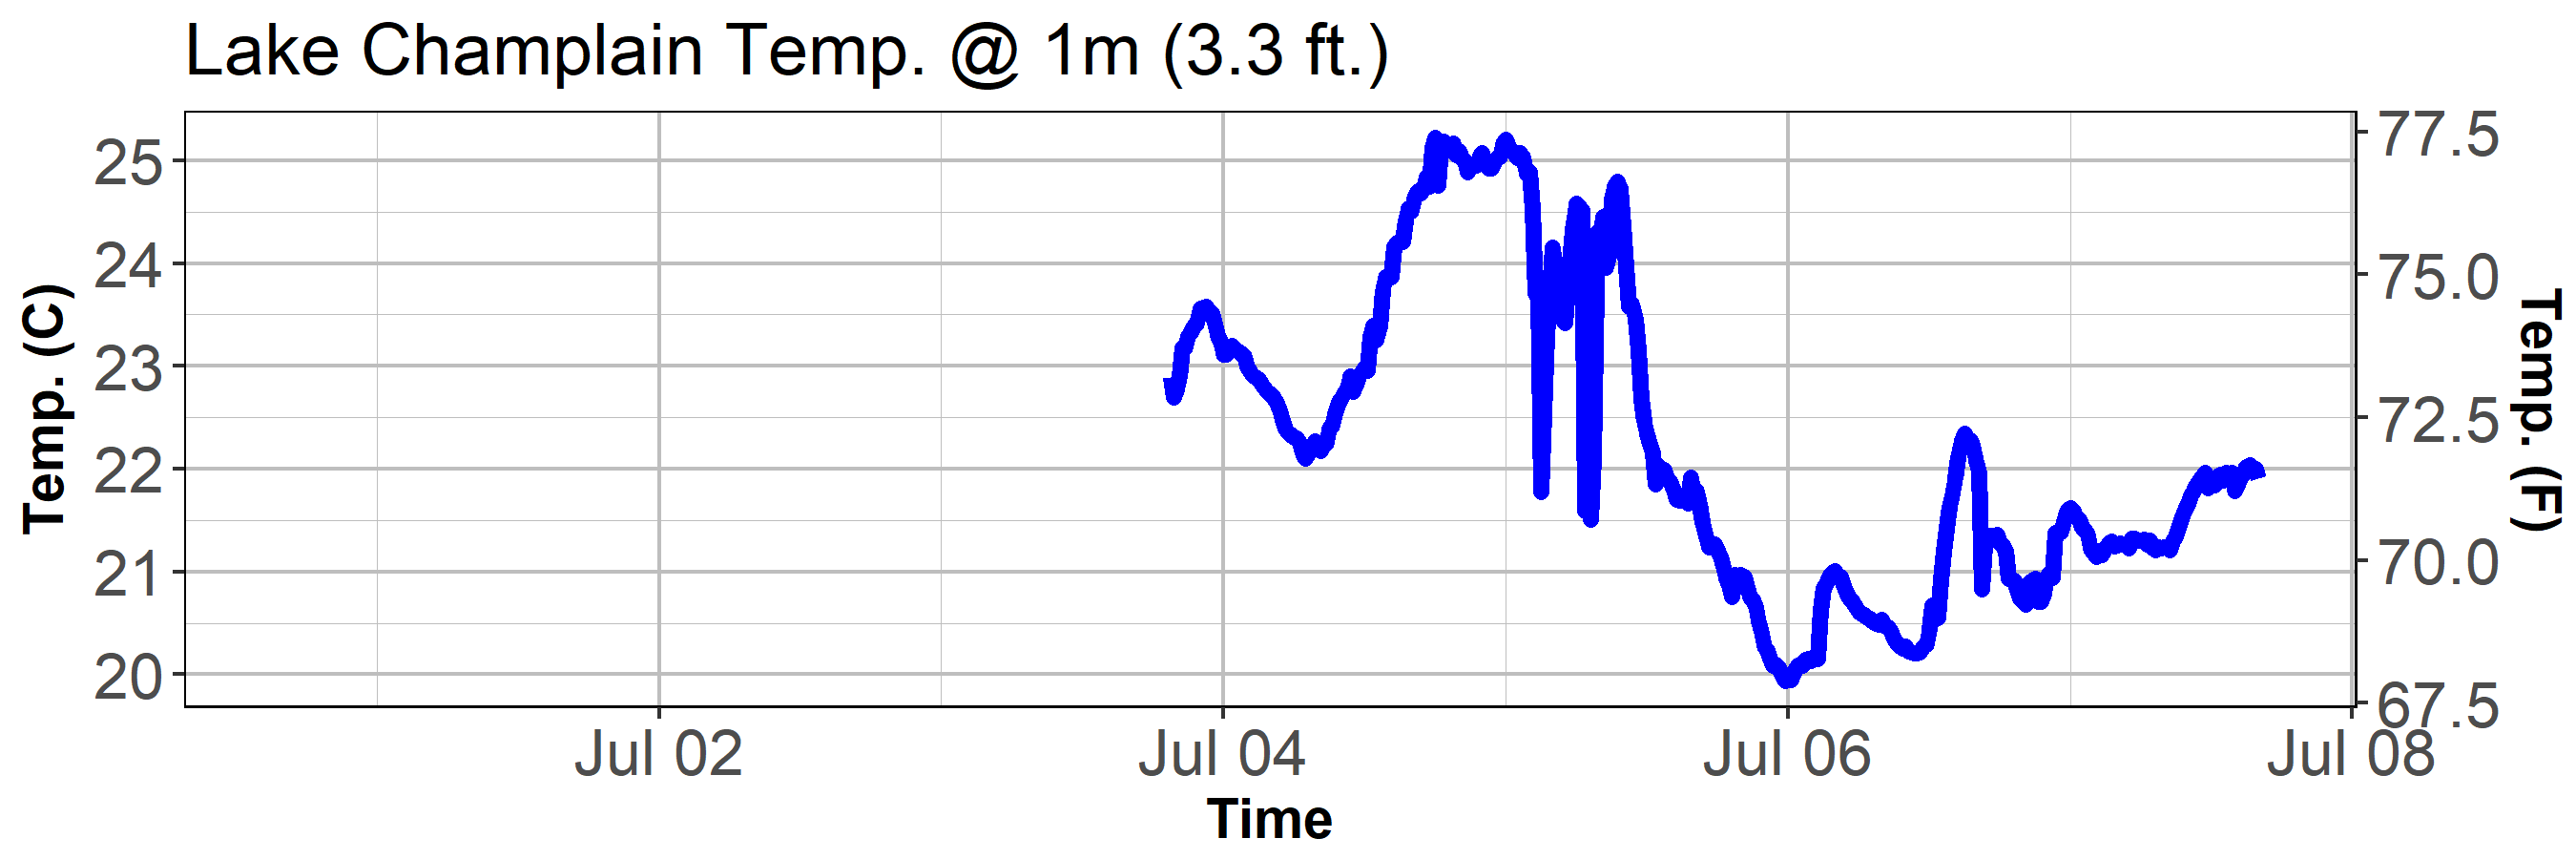 Lake Champlain Temp. @ 1m (3.3 ft.)
Temp. (C)
25
24
23
22
21
20
77.5
75.0
72.5
70.0
67.5
Temp. (F)
Jul 02
Jul 04
Jul 06
Jul 08
Time